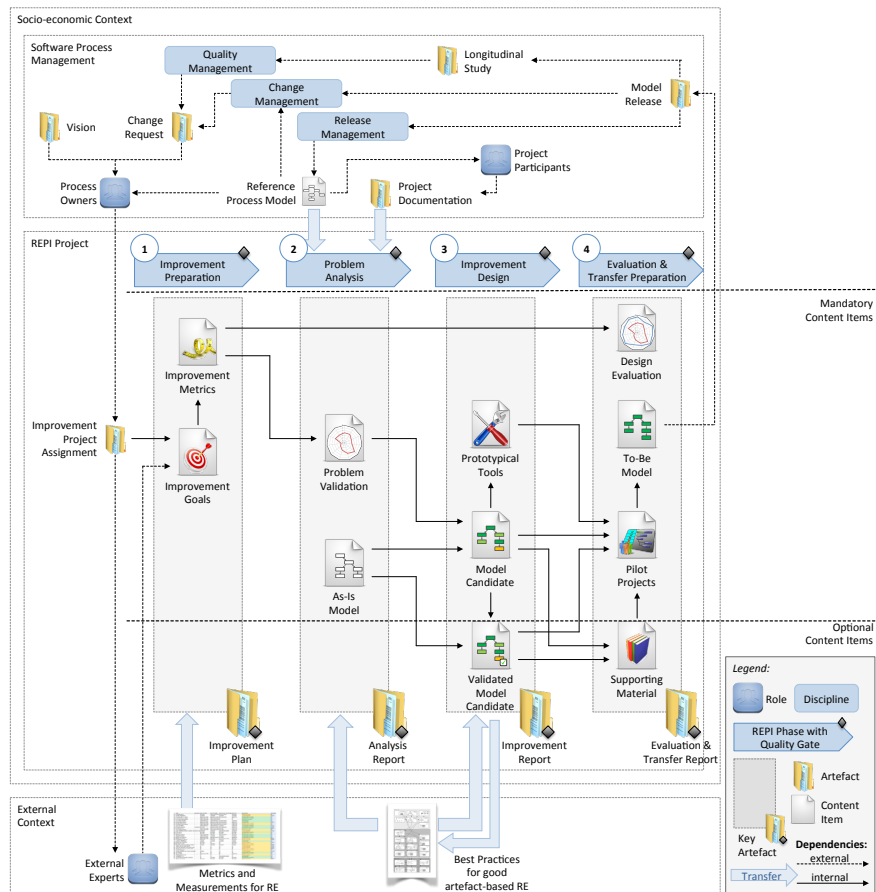 Socio-economic Context
Software Process
Management
Quality
Management
Longitudinal
Study
Change
Management
Model
Release
Vision
Change
Request
Release
Management
Project
Participants
Process
Owners
Reference
Process Model
Project
Documentation
REPI Project
1
Improvement
Preparation
2
Problem
Analysis
3
Improvement
Design
4
Evaluation &
Transfer Preparation
Mandatory
Content Items
Improvement
Metrics
Design
Evaluation
Improvement
Project
Assignment
Improvement
Goals
Problem
Validation
Prototypical
Tools
To-Be
Model
As-Is
Model
Model
Candidate
Pilot
Projects
Optional
Content Items
Validated
Model
Candidate
Supporting
Material
Improvement
Plan
Analysis
Report
Improvement
Report
Evaluation &
Transfer Report
Legend:
Role
Discipline
REPI Phase with
Quality Gate
Artefact
Content
Item
Key
Artefact
Dependencies:
external
Transfer
internal
External
Context
External
Experts
Metrics and
Measurements for RE
Best Practices
for good
artefact-based RE